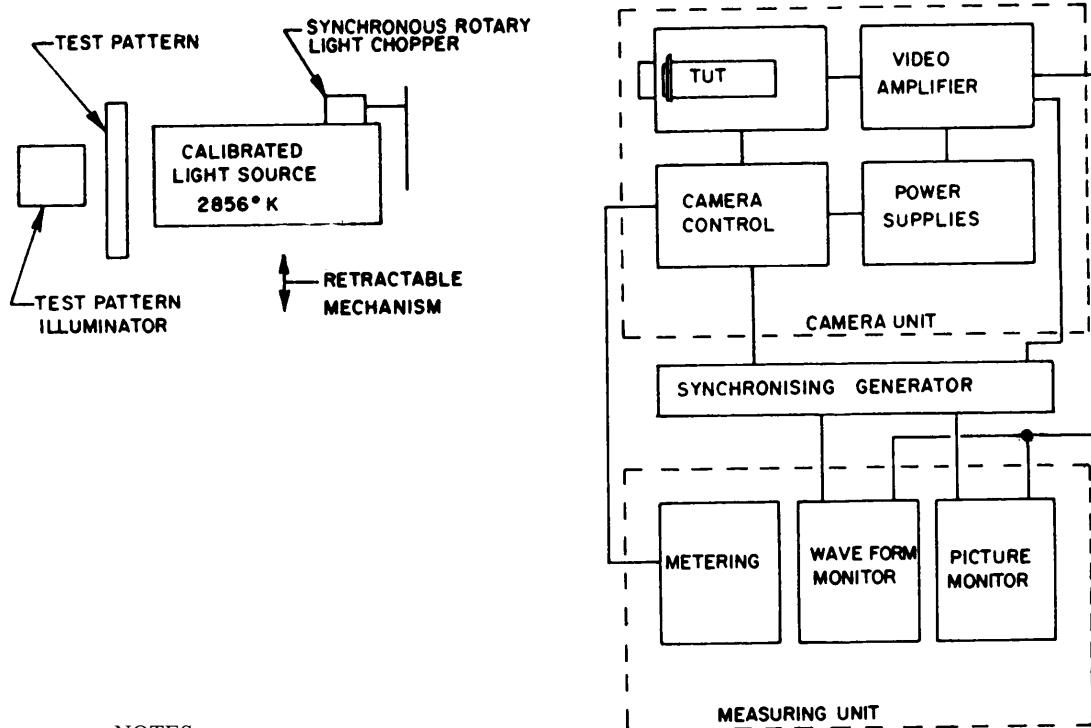 TEST PATTERN
SYNCHRONOUS ROTARY
LIGHT CHOPPER
CALIBRATED
LIGHT SOURCE
2856° K
RETRACTABLE
MECHANISM
TEST PATTERN
ILLUMINATOR
TUT
VIDEO
AMPLIFIER
CAMERA
CONTROL
POWER
SUPPLIES
CAMERA UNIT
SYNCHRONISING GENERATOR
METERING
WAVE FORM
MONITOR
PICTURE
MONITOR
MEASURING UNIT
NOTES